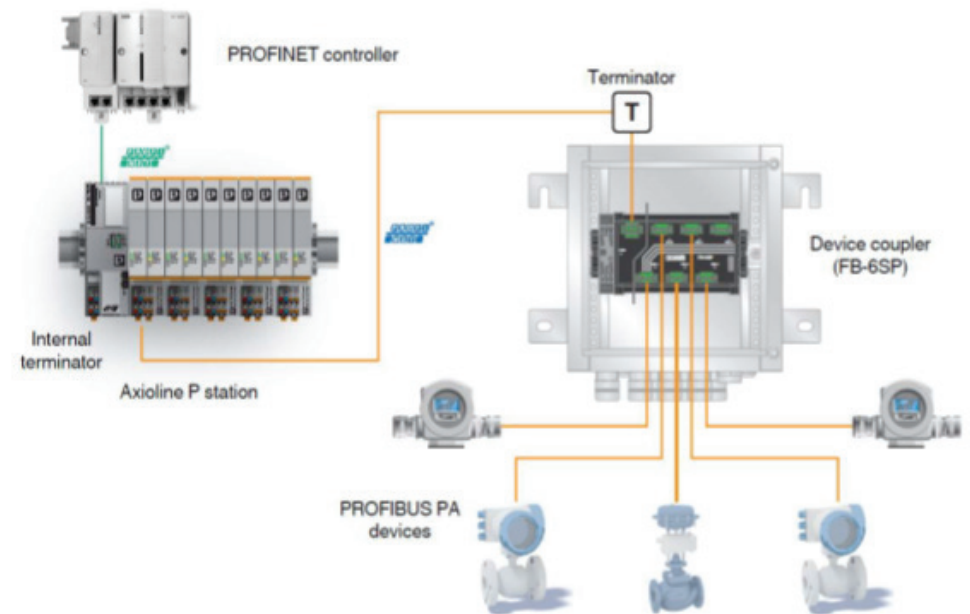 PROFINET controller
Terminator
T
Device coupler
(FB-6SP)
Internal
terminator
Axioline P station
PROFIBUS PA
devices